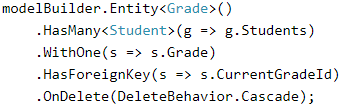 modelBuilder.Entity<Grade>()
.HasMany<Student>(g => g.Students)
.WithOne(s => s.Grade)
.HasForeignKey(s => s.CurrentGradeId)
.OnDelete(DeleteBehavior.Cascade);